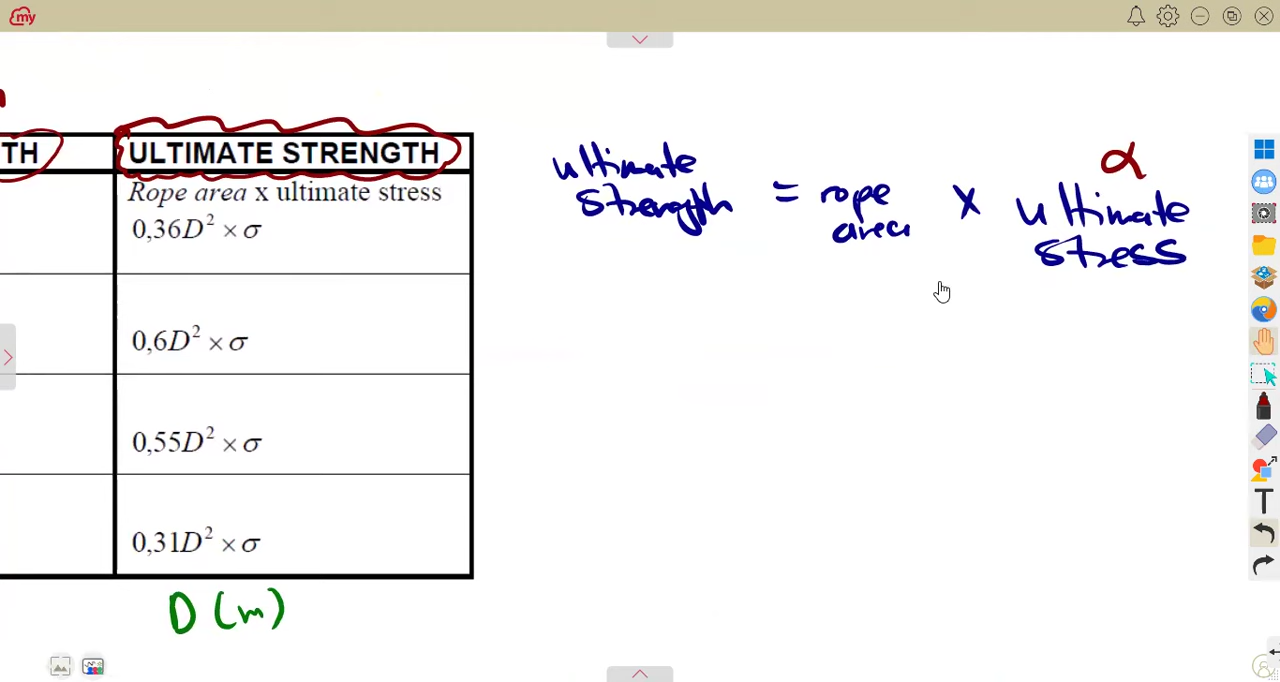 my
TH
ULTIMATE STRENGTH
Rope area x ultimate stress
0,36D² × σ
0,6D² × σ
0,55D² × σ
0,31D² × σ
D (m)
α
ultimate strength = rope area × ultimate stress
T